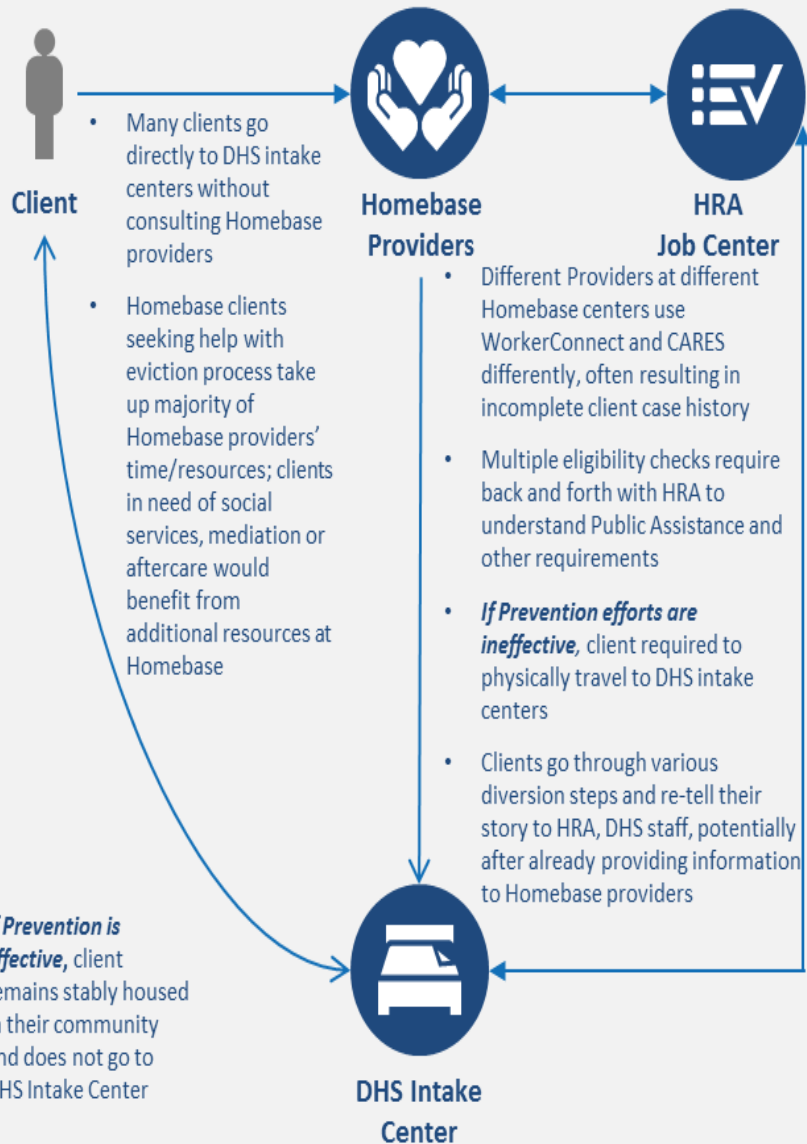 Client
• Many clients go
directly to DHS intake
centers without
consulting Homebase
providers
• Homebase clients
seeking help with
eviction process take
up majority of
Homebase providers’
time/resources; clients
in need of social
services, mediation or
aftercare would
benefit from
additional resources at
Homebase
Homebase
Providers
HRA
Job Center
• Different Providers at different
Homebase centers use
WorkerConnect and CARES
differently, often resulting in
incomplete client case history
• Multiple eligibility checks require
back and forth with HRA to
understand Public Assistance and
other requirements
• If Prevention efforts are
ineffective, client required to
physically travel to DHS intake
centers
• Clients go through various
diversion steps and re-tell their
story to HRA, DHS staff, potentially
after already providing information
to Homebase providers
Prevention is
client
stably housed
their community
does not go to
Intake Center
DHS Intake
Center